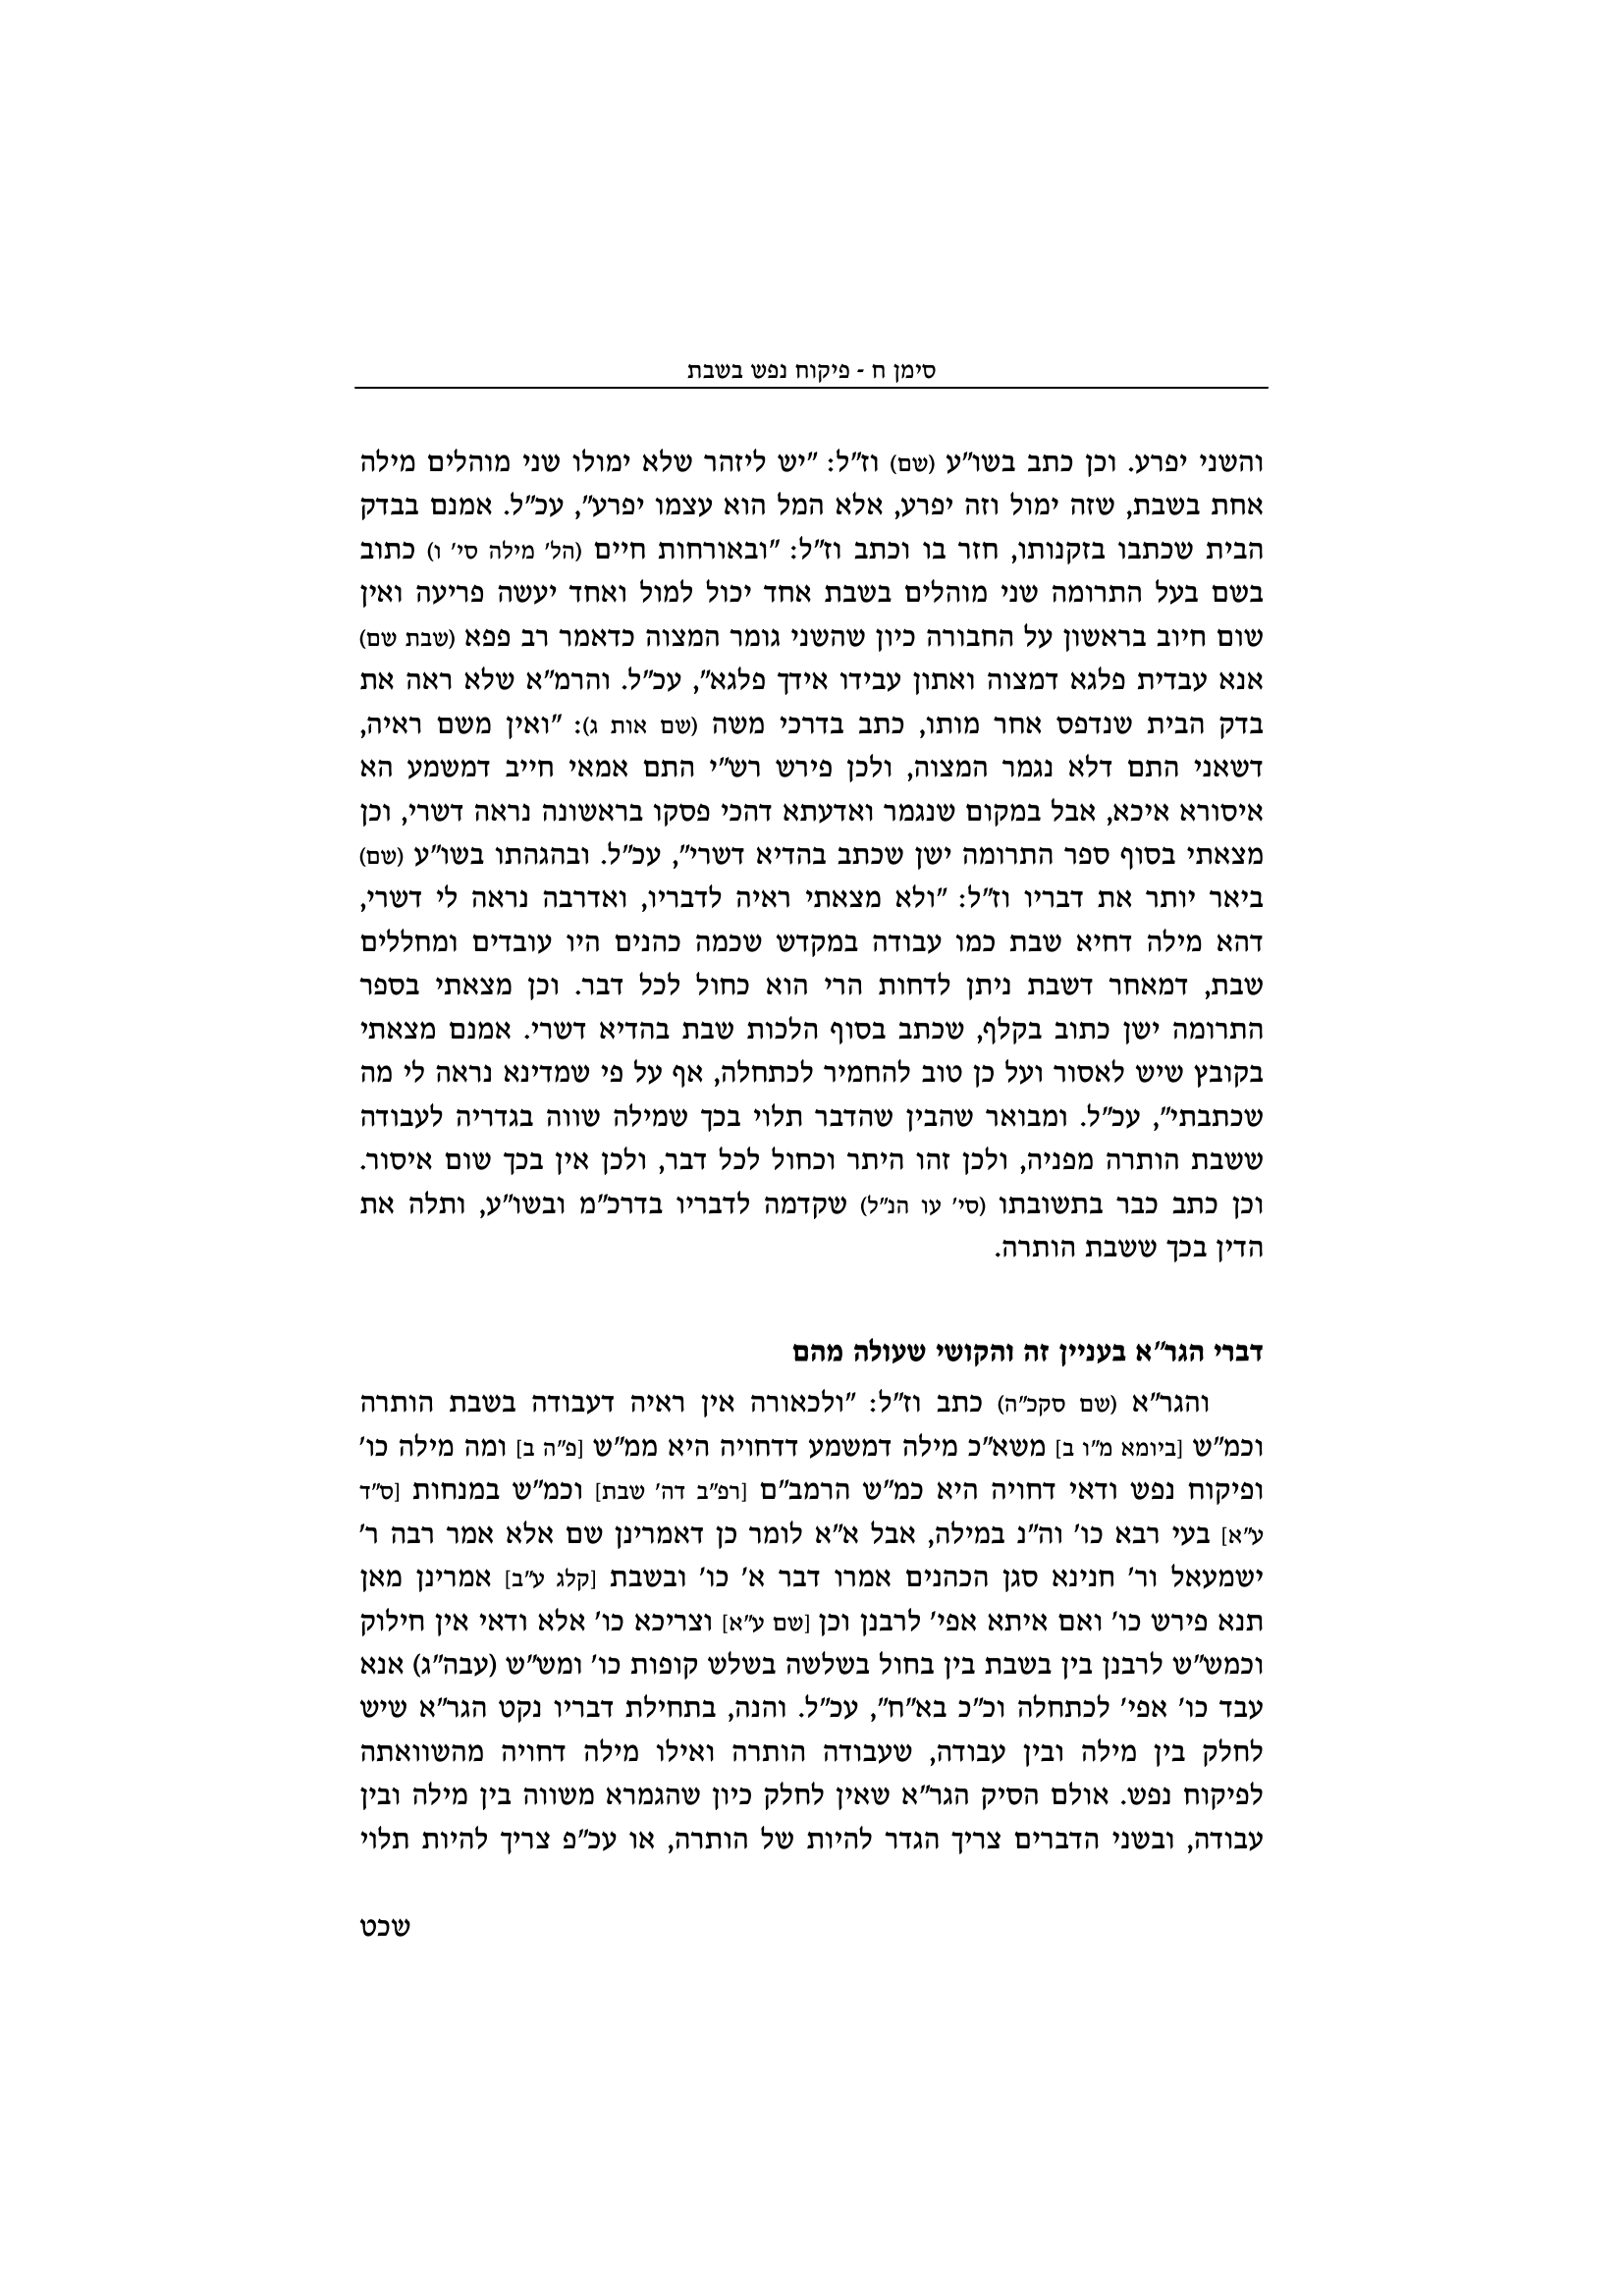 סימן ח - פיקוח נפש בשבת
והשני יפרע. וכן כתב בשו״ע (שם) וז״ל: ״יש ליזהר שלא ימולו שני מוהלים מילה
אחת בשבת, שזה ימול וזה יפרע, אלא המל הוא עצמו יפרע״, עכ״ל. אמנם בבדק
הבית שכתבו בזקנותו, חזר בו וכתב וז״ל: ״ובאורחות חיים (הל׳ מילה סי׳ ו) כתוב
בשם בעל התרומה שני מוהלים בשבת אחד יכול למול ואחד יעשה פריעה ואין
שום חיוב בראשון על החבורה כיון שהשני גומר המצוה כדאמר רב פפא (שבת שם)
אנא עבדית פלגא דמצוה ואתון עבידו אידך פלגא״, עכ״ל. והרמ״א שלא ראה את
בדק הבית שנדפס אחר מותו, כתב בדרכי משה (שם אות ג): ״ואין משם ראיה,
דשאני התם דלא נגמר המצוה, ולכן פירש רש״י התם אמאי חייב דמשמע הא
איסורא איכא, אבל במקום שנגמר ואדעתא דהכי פסקו בראשונה נראה דשרי, וכן
מצאתי בסוף ספר התרומה ישן שכתב בהדיא דשרי״, עכ״ל. ובהגהתו בשו״ע (שם)
ביאר יותר את דבריו וז״ל: ״ולא מצאתי ראיה לדבריו, ואדרבה נראה לי דשרי,
דהא מילה דחיא שבת כמו עבודה במקדש שכמה כהנים היו עובדים ומחללים
שבת, דמאחר דשבת ניתן לדחות הרי הוא כחול לכל דבר. וכן מצאתי בספר
התרומה ישן כתוב בקלף, שכתב בסוף הלכות שבת בהדיא דשרי. אמנם מצאתי
בקובץ שיש לאסור ועל כן טוב להחמיר לכתחלה, אף על פי שמדינא נראה לי מה
שכתבתי״, עכ״ל. ומבואר שהבין שהדבר תלוי בכך שמילה שווה בגדריה לעבודה
ששבת הותרה מפניה, ולכן זהו היתר וכחול לכל דבר, ולכן אין בכך שום איסור.
וכן כתב כבר בתשובתו (סי׳ עו הנ״ל) שקדמה לדבריו בדרכ״מ ובשו״ע, ותלה את
הדין בכך ששבת הותרה.
דברי הגר״א בעניין זה והקושי שעולה מהם
והגר״א (שם סקכ״ה) כתב וז״ל: ״ולכאורה אין ראיה דעבודה בשבת הותרה
וכמ״ש [ביומא מ״ו ב] משא״כ מילה דמשמע דדחויה היא ממ״ש [פ״ה ב] ומה מילה כו׳
ופיקוח נפש ודאי דחויה היא כמ״ש הרמב״ם [רפ״ב דה׳ שבת] וכמ״ש במנחות [ס״ד
ע״א] בעי רבא כו׳ וה״נ במילה, אבל א״א לומר כן דאמרינן שם אלא אמר רבה ר׳
ישמעאל ור׳ חנינא סגן הכהנים אמרו דבר א׳ כו׳ ובשבת [קלג ע״ב] אמרינן מאן
תנא פירש כו׳ ואם איתא אפי׳ לרבנן וכן [שם ע״א] וצריכא כו׳ אלא ודאי אין חילוק
וכמש״ש לרבנן בין בשבת בין בחול בשלשה בשלש קופות כו׳ ומש״ש (עבה״ג) אנא
עבד כו׳ אפי׳ לכתחלה וכ״כ בא״ח״, עכ״ל. והנה, בתחילת דבריו נקט הגר״א שיש
לחלק בין מילה ובין עבודה, שעבודה הותרה ואילו מילה דחויה מהשוואתה
לפיקוח נפש. אולם הסיק הגר״א שאין לחלק כיון שהגמרא משווה בין מילה ובין
עבודה, ובשני הדברים צריך הגדר להיות של הותרה, או עכ״פ צריך להיות תלוי
שכט